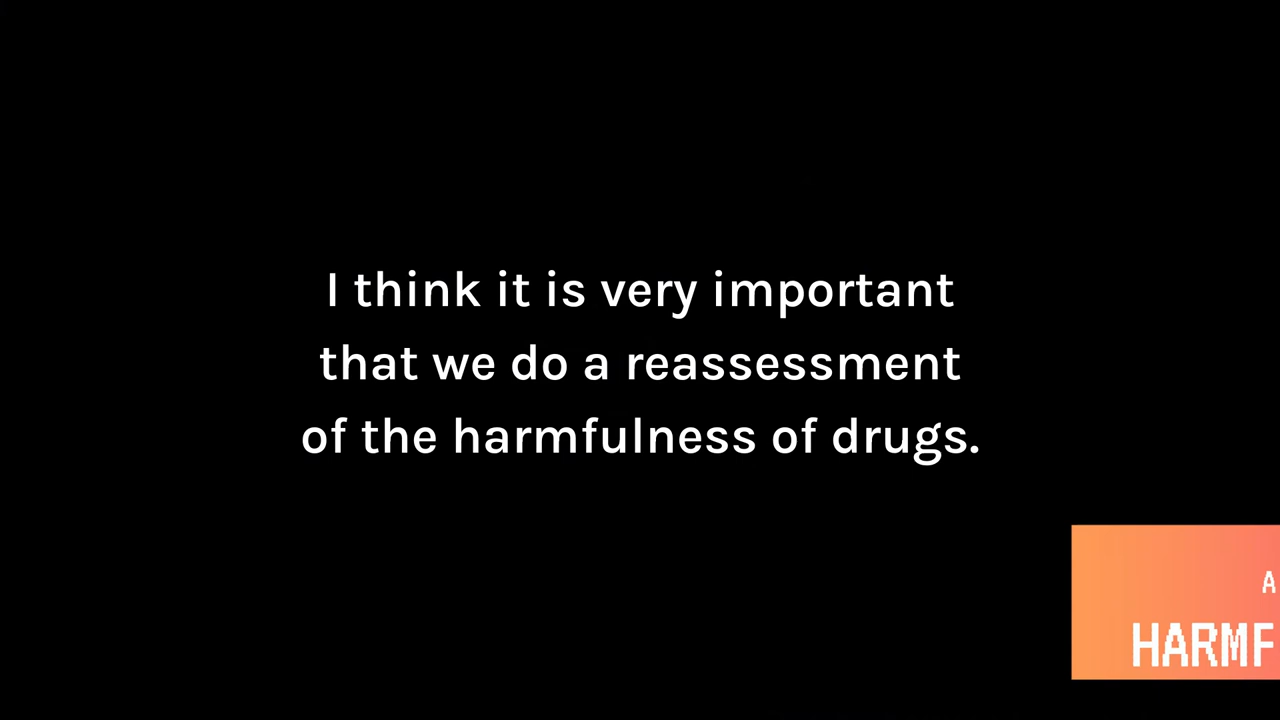 I think it is very important
that we do a reassessment
of the harmfulness of drugs.
A
HARMF